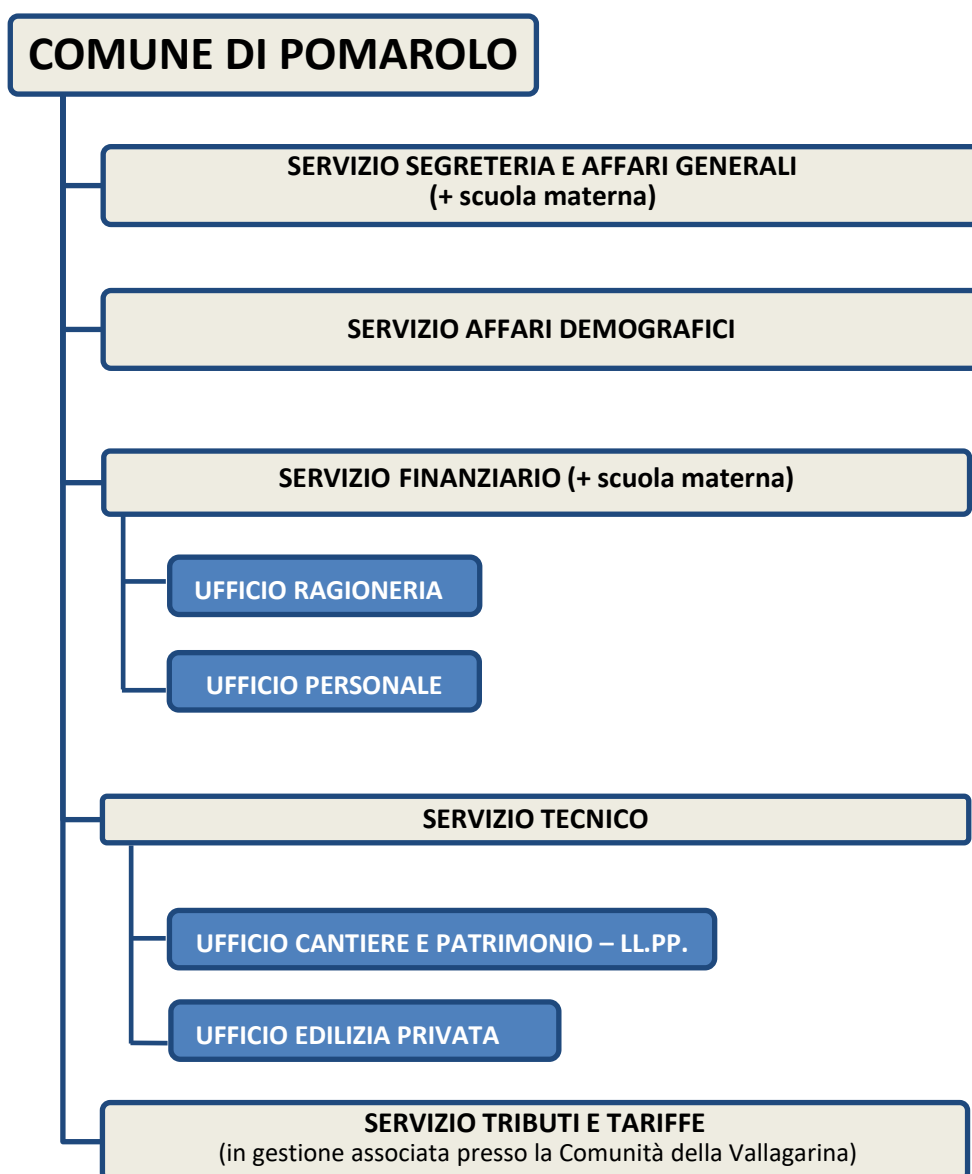 COMUNE DI POMAROLO
SERVIZIO SEGRETERIA E AFFARI GENERALI
(+ scuola materna)
SERVIZIO AFFARI DEMOGRAFICI
SERVIZIO FINANZIARIO (+ scuola materna)
UFFICIO RAGIONERIA
UFFICIO PERSONALE
SERVIZIO TECNICO
UFFICIO CANTIERE E PATRIMONIO – LL.PP.
UFFICIO EDILIZIA PRIVATA
SERVIZIO TRIBUTI E TARIFFE
(in gestione associata presso la Comunità della Vallagarina)